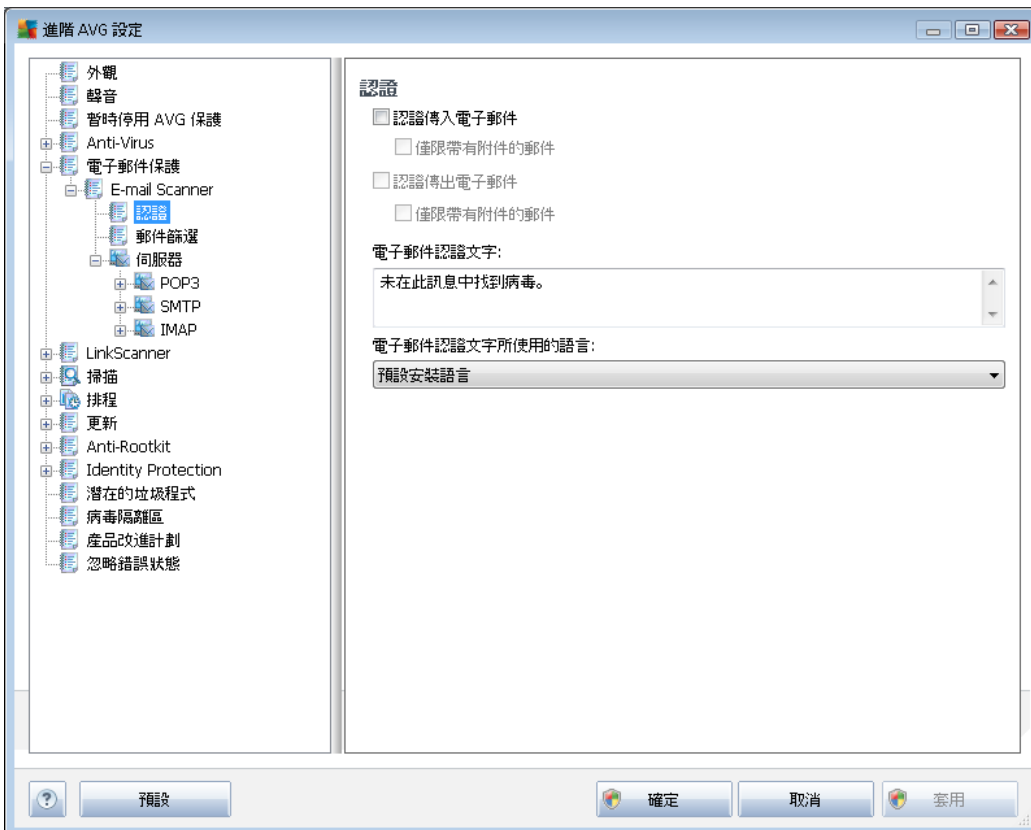 進階 AVG 設定
外觀
聲音
暫時停用 AVG 保護
Anti-Virus
電子郵件保護
E-mail Scanner
認證
郵件篩選
伺服器
POP3
SMTP
IMAP
LinkScanner
掃描
排程
更新
Anti-Rootkit
Identity Protection
潛在的垃圾程式
病毒隔離區
產品改進計劃
忽略錯誤狀態
認證
認證傳入電子郵件
僅限帶有附件的郵件
認證傳出電子郵件
僅限帶有附件的郵件
電子郵件認證文字:
未在此訊息中找到病毒。
電子郵件認證文字所使用的語言:
預設安裝語言
?
預設
確定
取消
套用